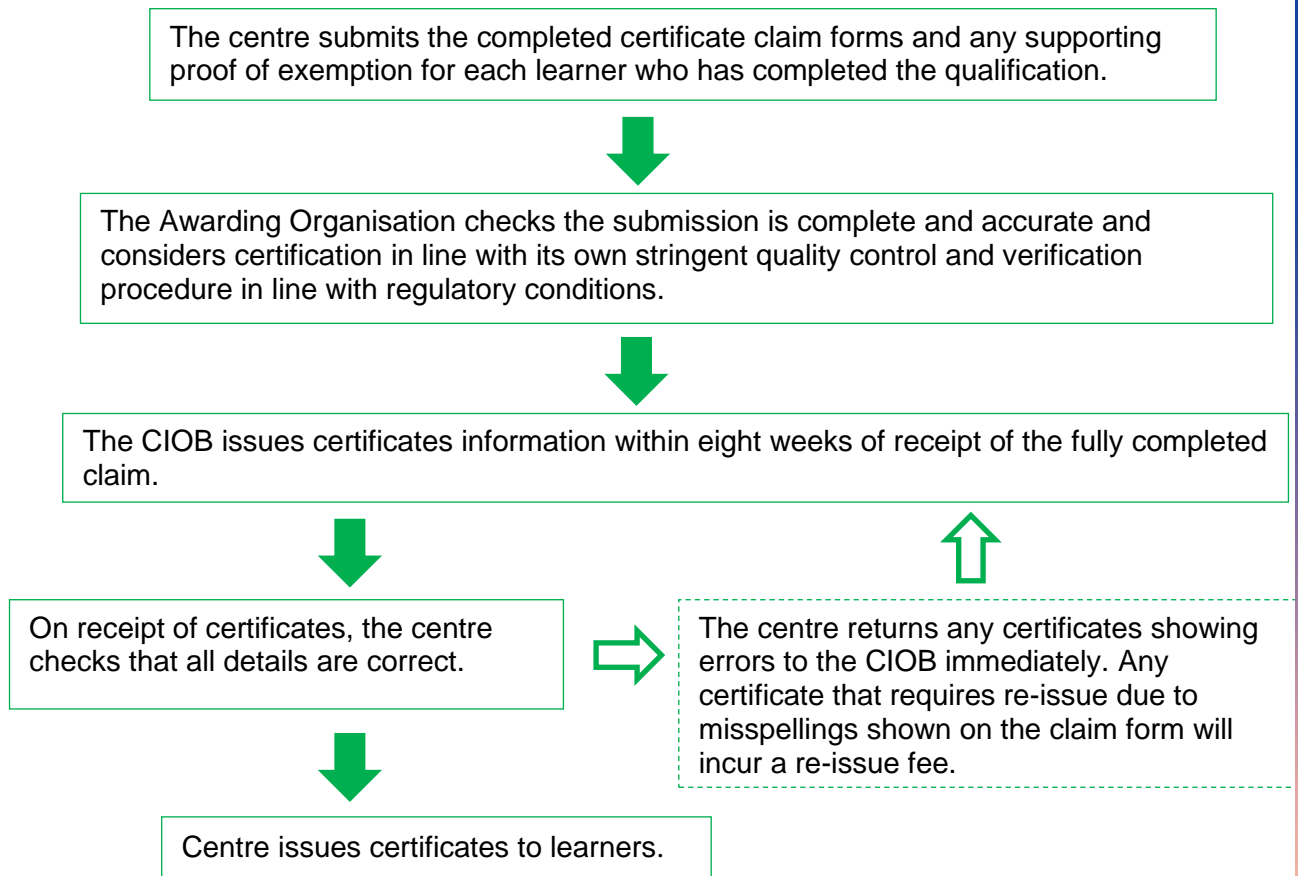 The centre submits the completed certificate claim forms and any supporting
proof of exemption for each learner who has completed the qualification.
The Awarding Organisation checks the submission is complete and accurate and
considers certification in line with its own stringent quality control and verification
procedure in line with regulatory conditions.
The CIOB issues certificates information within eight weeks of receipt of the fully completed
claim.
On receipt of certificates, the centre
checks that all details are correct.
The centre returns any certificates showing
errors to the CIOB immediately. Any
certificate that requires re-issue due to
misspellings shown on the claim form will
incur a re-issue fee.
Centre issues certificates to learners.